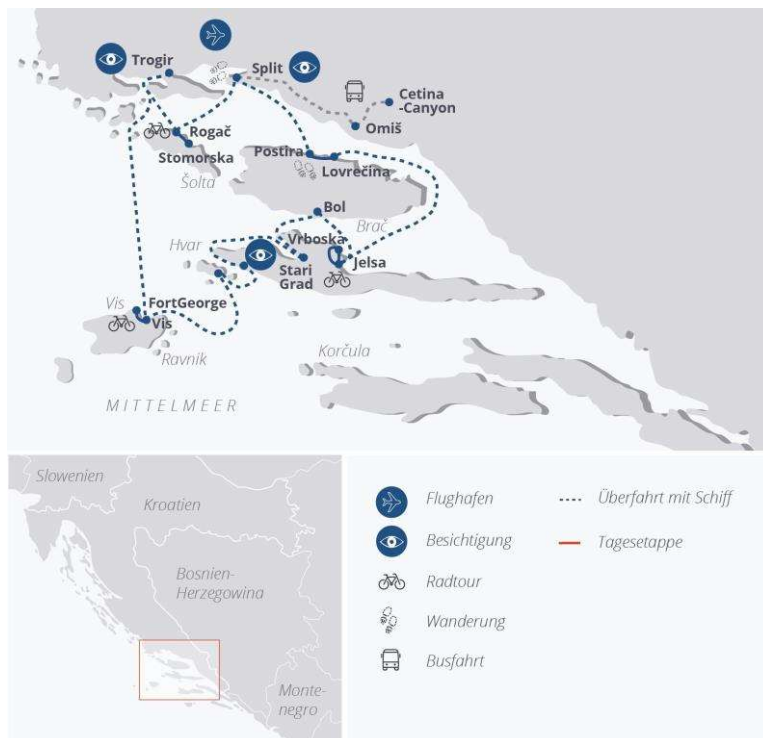 Trogir
Split
Cetina
-Canyon
Omiš
Rogač
Stomorska
Šolta
Postira
Lovrečina
Bol
Brač
Hvar
Vrboska
Jelsa
Stari
Grad
Vis
FortGeorge
Vis
Ravnik
Korčula
MITTELMEER
Slowenien
Kroatien
Bosnien-
Herzegowina
Monte-
negro
Flughafen
Überfahrt mit Schiff
Besichtigung
Tagesetappe
Radtour
Wanderung
Busfahrt